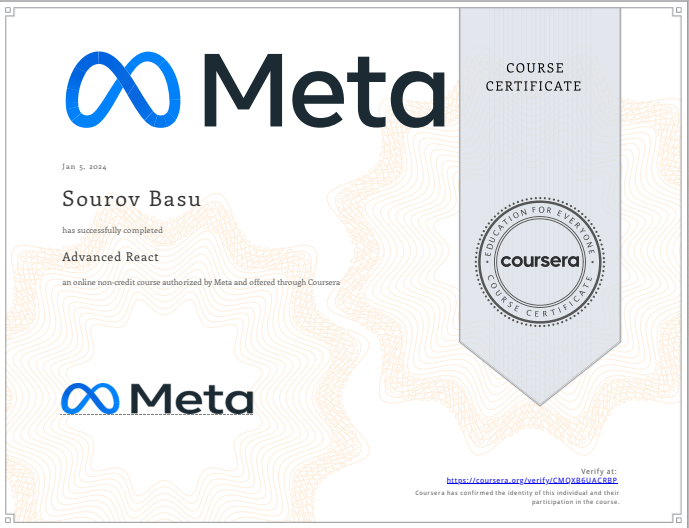 Meta
COURSE
CERTIFICATE
Jan 5, 2024
Sourov Basu
has successfully completed
Advanced React
an online non-credit course authorized by Meta and offered through Coursera
EDUCATION FOR EVERYONE
coursera
COURSE CERTIFICATE
Meta
Verify at:
https://coursera.org/verify/CMQXB6UACRBP
Coursera has confirmed the identity of this individual and their
participation in the course.